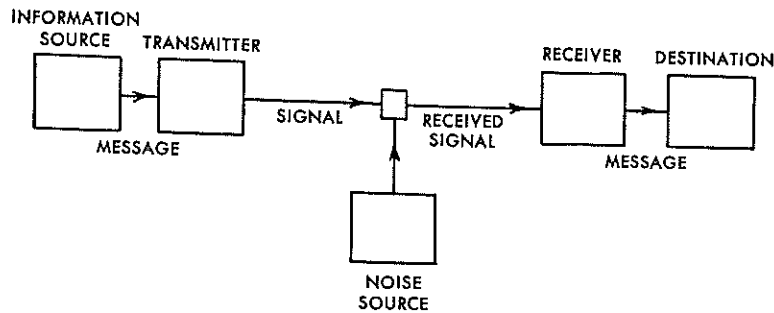 INFORMATION
SOURCE
TRANSMITTER
RECEIVER
DESTINATION
SIGNAL
RECEIVED
SIGNAL
MESSAGE
MESSAGE
NOISE
SOURCE